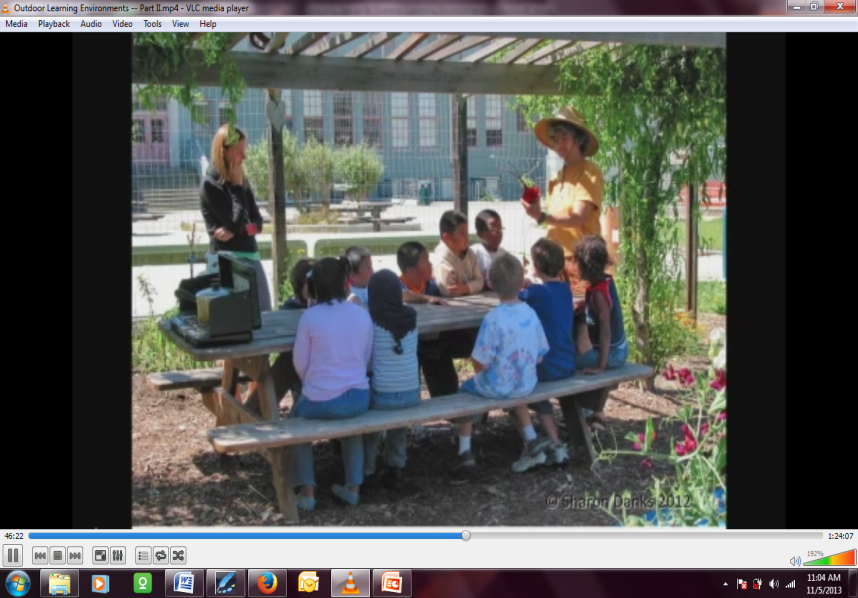 Outdoor Learning Environments -- Part II.mp4 - VLC media player
Media Playback Audio Video Tools View Help
© Sharon Danks 2012
46:22
1:24:07
192%
11:04 AM
11/5/2013